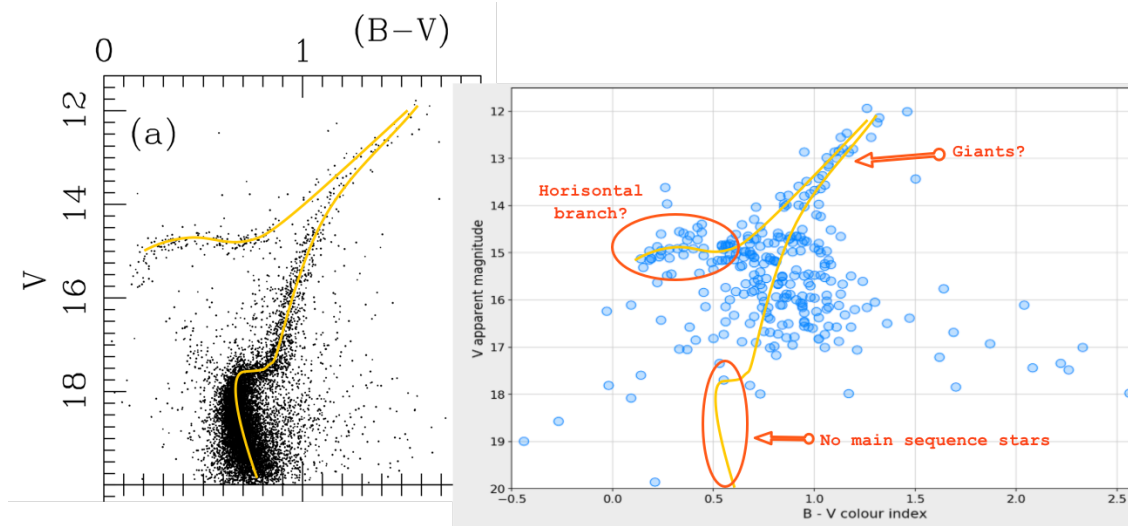 0
1
(B−V)
(a)
V
12
14
16
18
12
13
14
15
16
17
18
19
20
V apparent magnitude
Giants?
Horisontal
branch?
No main sequence stars
-0.5
0.0
0.5
1.0
1.5
2.0
2.5
B - V colour index